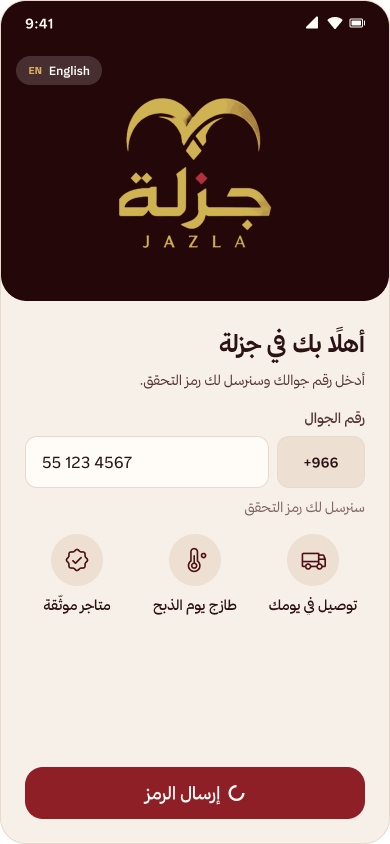 9:41
EN English
جزلة
JAZLA
أهلًا بك في جزلة
أدخل رقم جوالك وسنرسل لك رمز التحقق.
رقم الجوال
+966
55 123 4567
سنرسل لك رمز التحقق
توصيل في يومك
طازج يوم الذبح
متاجر موثّقة
إرسال الرمز